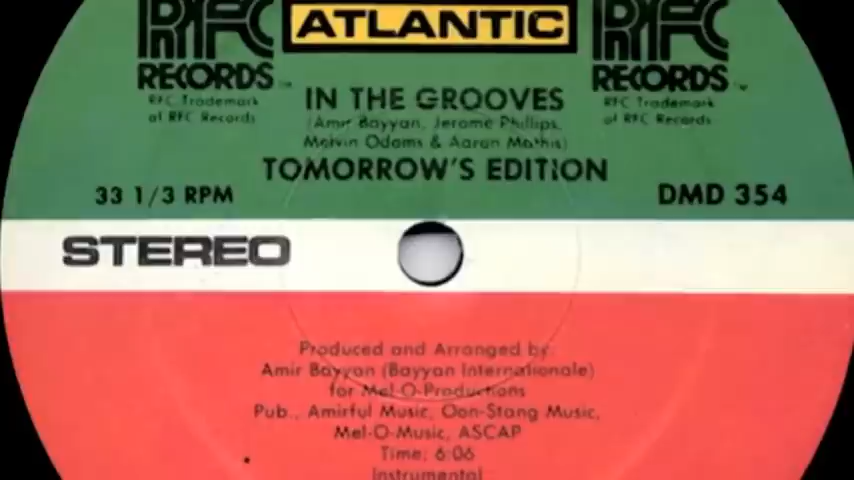 RFC
ATLANTIC
RFC
RECORDS
RECORDS
RFC Trademark
of RFC Records
RFC Trademark
of RFC Records
IN THE GROOVES
(Amir Bayyan, Jerome Phillips,
Melvin Odoms & Aaron Mathis)
TOMORROW'S EDITION
33 1/3 RPM
DMD 354
STEREO
Produced and Arranged by:
Amir Bayyan (Bayyan Internationale)
for Mel-O-Productions
Pub., Amirful Music, Oon-Stang Music,
Mel-O-Music, ASCAP
Time; 6:06
Instrumental